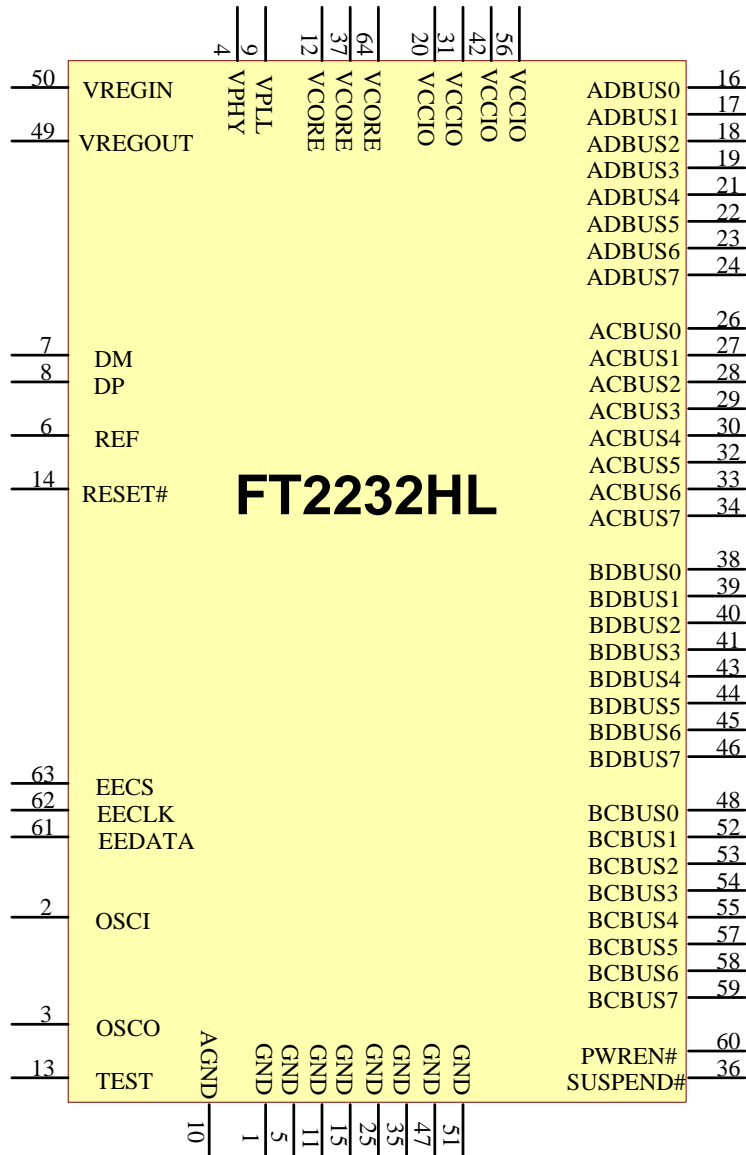 4
9
12
37
64
20
31
42
56
VPHY
VPLL
VCORE
VCORE
VCORE
VCCIO
VCCIO
VCCIO
VCCIO
50
VREGIN
49
VREGOUT
7
DM
8
DP
6
REF
14
RESET#
FT2232HL
63
EECS
62
EECLK
61
EEDATA
2
OSCI
3
OSCO
13
TEST
ADBUS0
16
ADBUS1
17
ADBUS2
18
ADBUS3
19
ADBUS4
21
ADBUS5
22
ADBUS6
23
ADBUS7
24
ACBUS0
26
ACBUS1
27
ACBUS2
28
ACBUS3
29
ACBUS4
30
ACBUS5
32
ACBUS6
33
ACBUS7
34
BDBUS0
38
BDBUS1
39
BDBUS2
40
BDBUS3
41
BDBUS4
43
BDBUS5
44
BDBUS6
45
BDBUS7
46
BCBUS0
48
BCBUS1
52
BCBUS2
53
BCBUS3
54
BCBUS4
55
BCBUS5
57
BCBUS6
58
BCBUS7
59
PWREN#
60
SUSPEND#
36
AGND
GND
GND
GND
GND
GND
GND
GND
GND
10
1
5
11
15
25
35
47
51